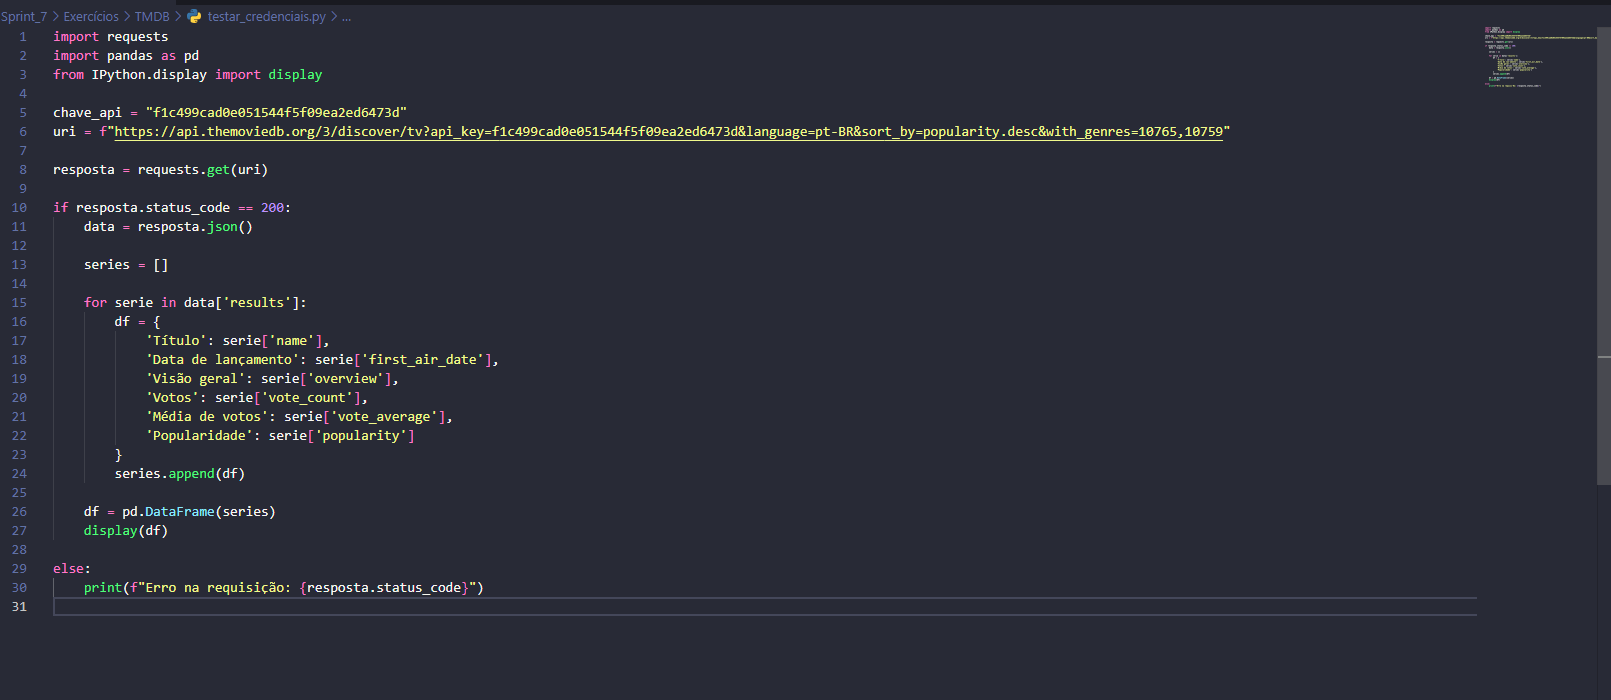 Sprint_7 > Exercícios > TMDB > testar_credenciais.py > ...
1 import requests
2 import pandas as pd
3 from IPython.display import display
4
5 chave_api = "f1c499cad0e051544f5f09ea2ed6473d"
6 uri = f"https://api.themoviedb.org/3/discover/tv?api_key=f1c499cad0e051544f5f09ea2ed6473d&language=pt-BR&sort_by=popularity.desc&with_genres=10765,10759"
7
8 resposta = requests.get(uri)
9
10 if resposta.status_code == 200:
11     data = resposta.json()
12
13     series = []
14
15     for serie in data['results']:
16         df = {
17             'Título': serie['name'],
18             'Data de lançamento': serie['first_air_date'],
19             'Visão geral': serie['overview'],
20             'Votos': serie['vote_count'],
21             'Média de votos': serie['vote_average'],
22             'Popularidade': serie['popularity']
23         }
24         series.append(df)
25
26     df = pd.DataFrame(series)
27     display(df)
28
29 else:
30     print(f"Erro na requisição: {resposta.status_code}")
31